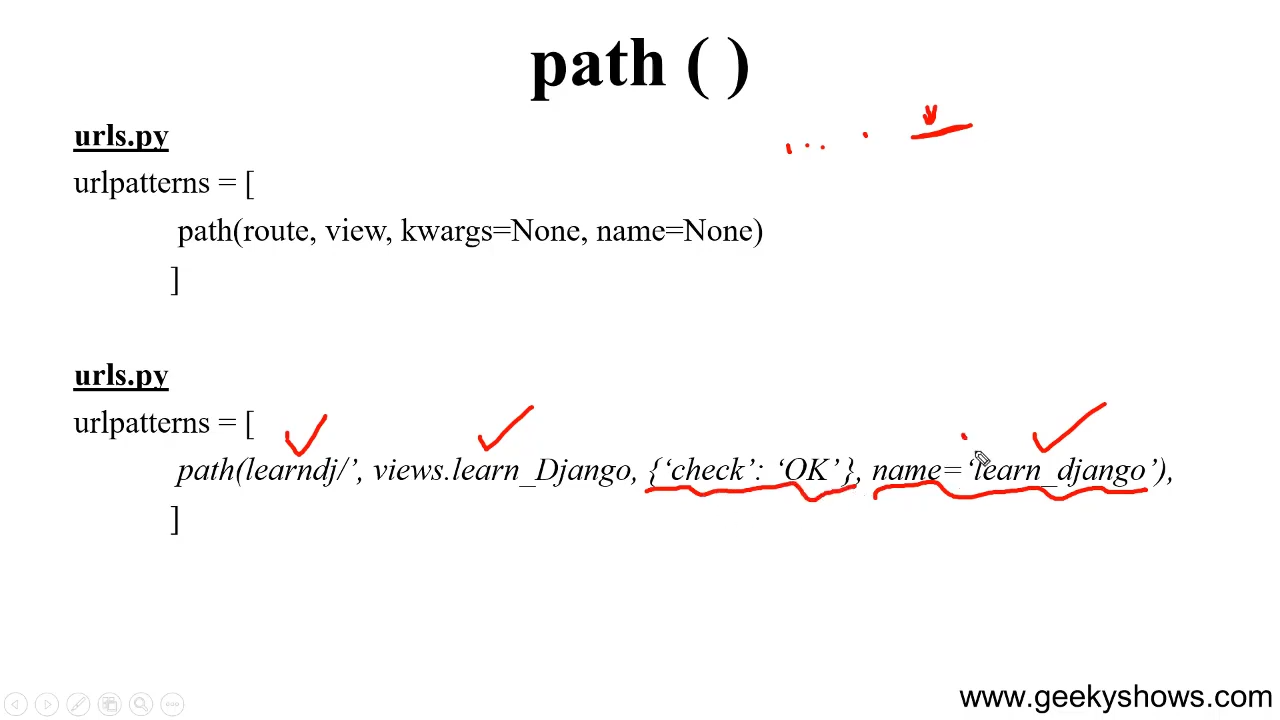 path ( )
urls.py
urlpatterns = [
path(route, view, kwargs=None, name=None)
]
urls.py
urlpatterns = [
path(learndj/’, views.learn_Django, {‘check’: ‘OK’}, name=‘learn_django’),
]
www.geekyshows.com